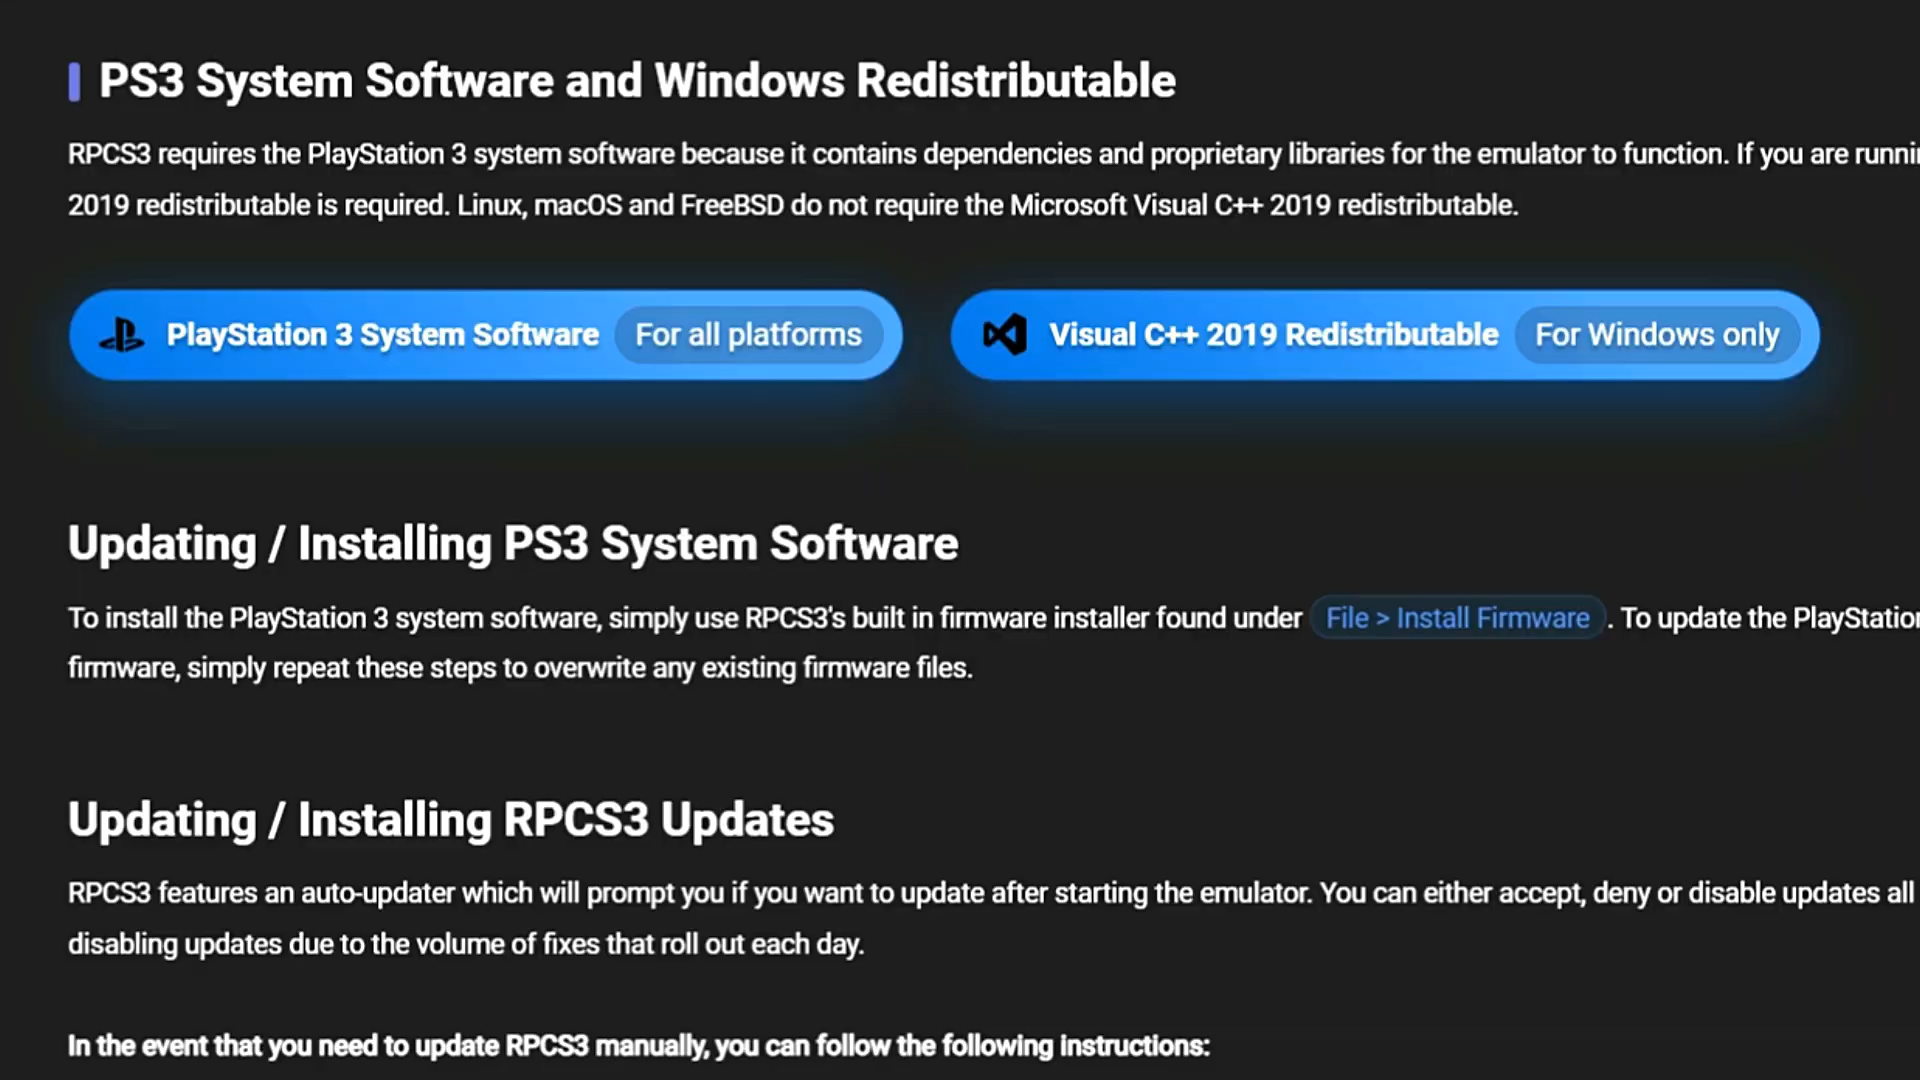 PS3 System Software and Windows Redistributable
RPCS3 requires the PlayStation 3 system software because it contains dependencies and proprietary libraries for the emulator to function. If you are
2019 redistributable is required. Linux, macOS and FreeBSD do not require the Microsoft Visual C++ 2019 redistributable.
PlayStation 3 System Software For all platforms
Visual C++ 2019 Redistributable For Windows only
Updating / Installing PS3 System Software
To install the PlayStation 3 system software, simply use RPCS3's built in firmware installer found under File > Install Firmware . To update the PlayStation
firmware, simply repeat these steps to overwrite any existing firmware files.
Updating / Installing RPCS3 Updates
RPCS3 features an auto-updater which will prompt you if you want to update after starting the emulator. You can either accept, deny or disable updates all
disabling updates due to the volume of fixes that roll out each day.
In the event that you need to update RPCS3 manually, you can follow the following instructions: